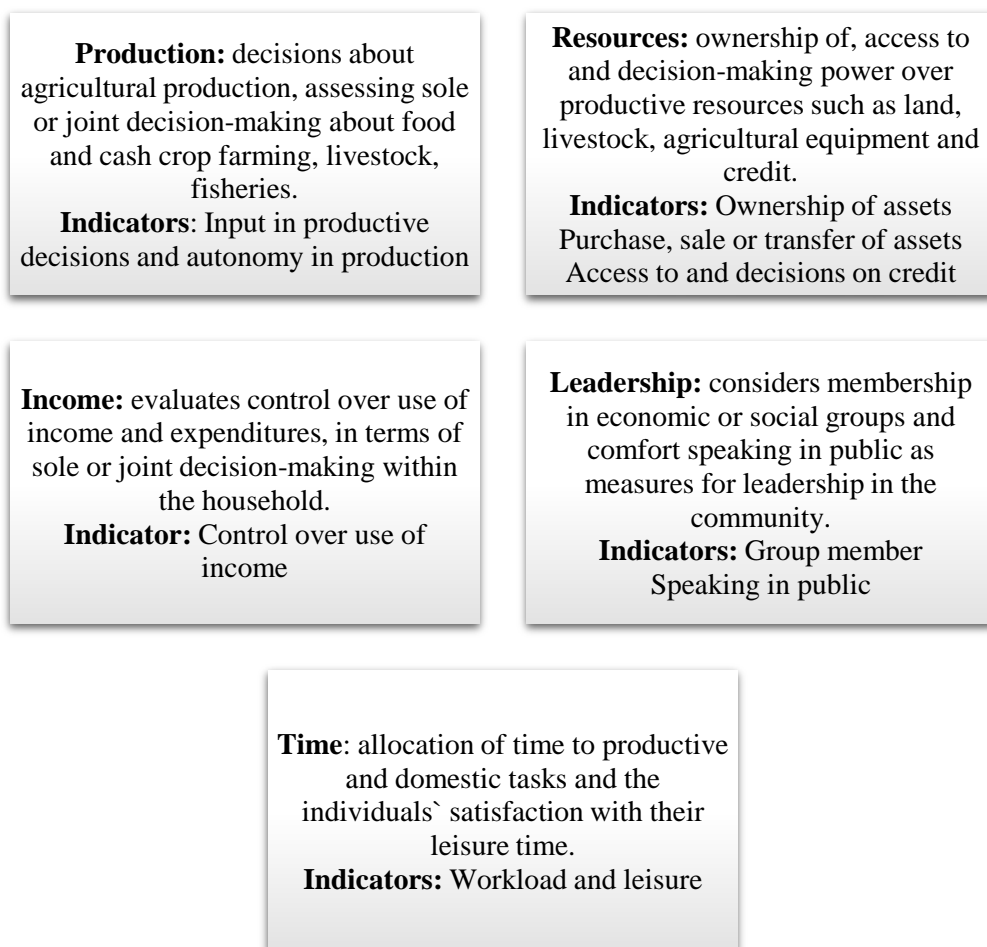 Production: decisions about
agricultural production, assessing sole
or joint decision-making about food
and cash crop farming, livestock,
fisheries.
Indicators: Input in productive
decisions and autonomy in production
Resources: ownership of, access to
and decision-making power over
productive resources such as land,
livestock, agricultural equipment and
credit.
Indicators: Ownership of assets
Purchase, sale or transfer of assets
Access to and decisions on credit
Income: evaluates control over use of
income and expenditures, in terms of
sole or joint decision-making within
the household.
Indicator: Control over use of
income
Leadership: considers membership
in economic or social groups and
comfort speaking in public as
measures for leadership in the
community.
Indicators: Group member
Speaking in public
Time: allocation of time to productive
and domestic tasks and the
individuals` satisfaction with their
leisure time.
Indicators: Workload and leisure